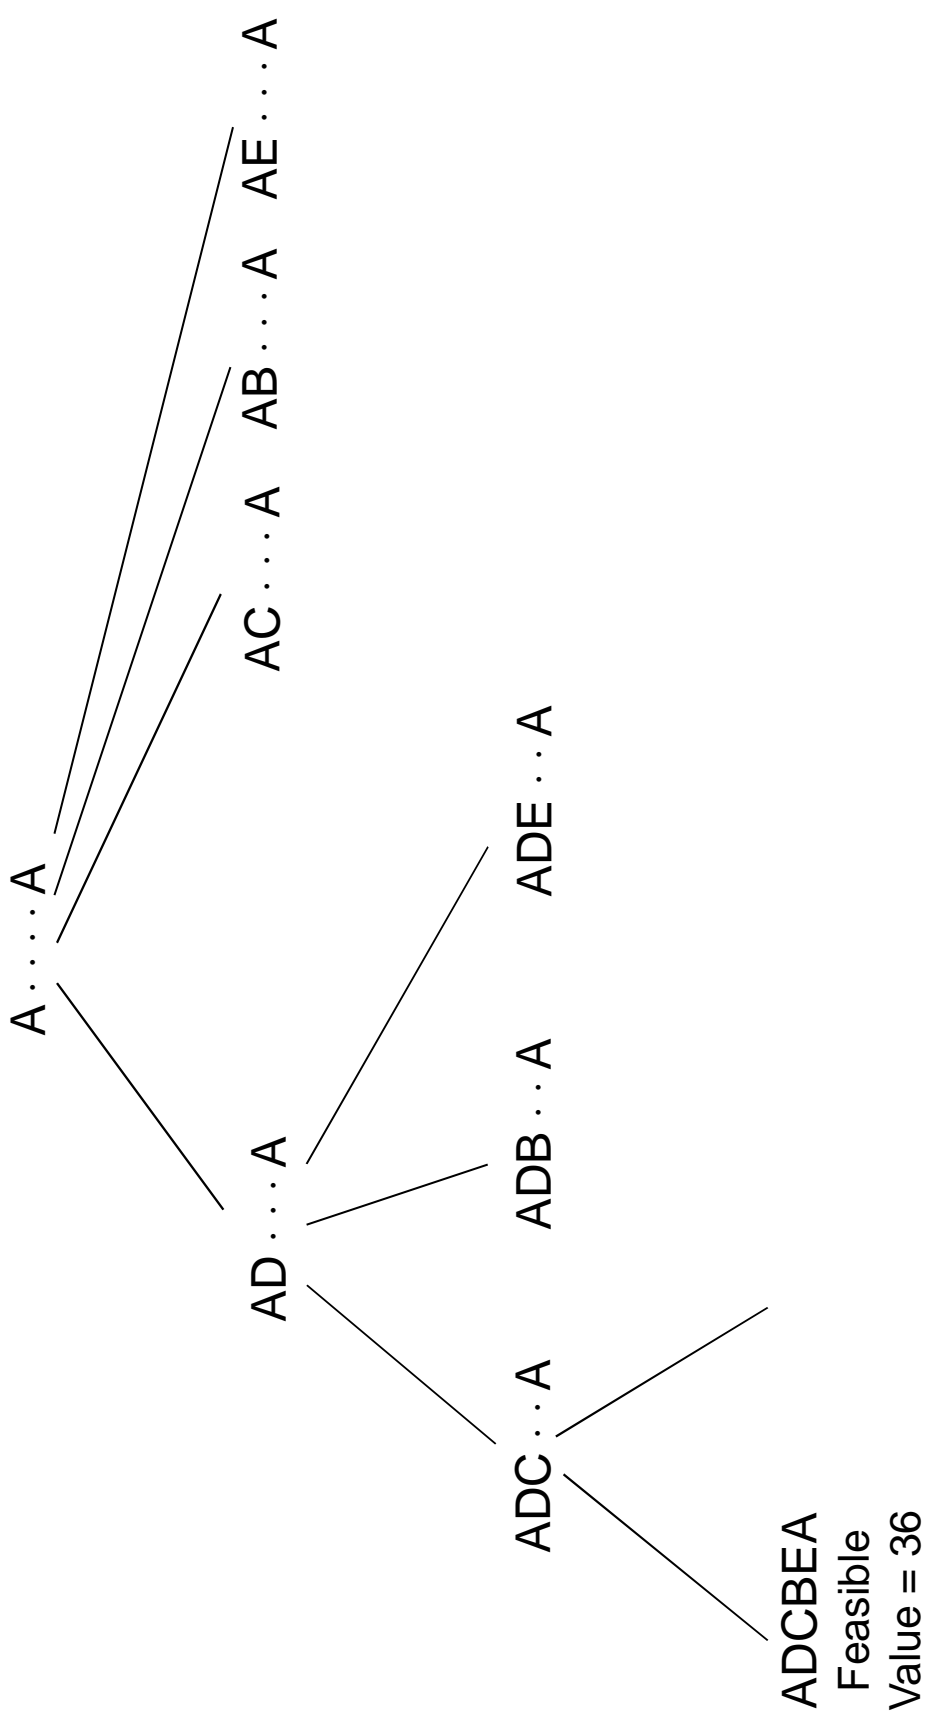 A · · · · A
AD · · · A
AC · · · A
AB · · · A
AE · · · A
ADC · · A
ADB · · A
ADE · · A
ADCBEA
Feasible
Value = 36